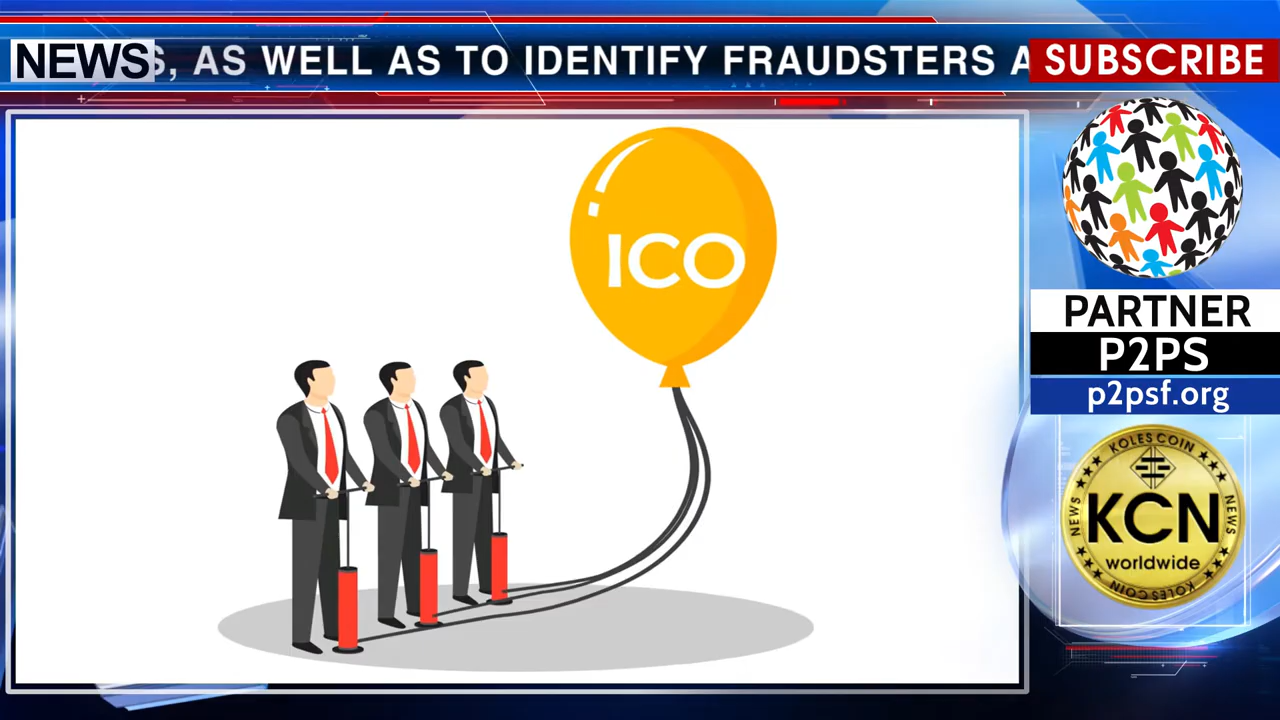 NEWS
S, AS WELL AS TO IDENTIFY FRAUDSTERS A
SUBSCRIBE
ICO
PARTNER
P2PS
p2psf.org
KOLES COIN
NEWS
KCN
NEWS
worldwide
KOLES COIN